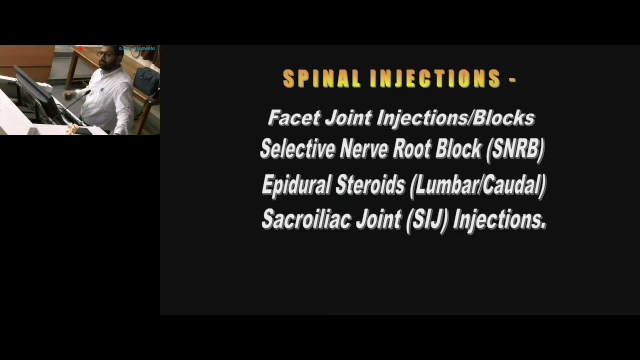 SPINAL INJECTIONS -
Facet Joint Injections/Blocks
Selective Nerve Root Block (SNRB)
Epidural Steroids (Lumbar/Caudal)
Sacroiliac Joint (SIJ) Injections.